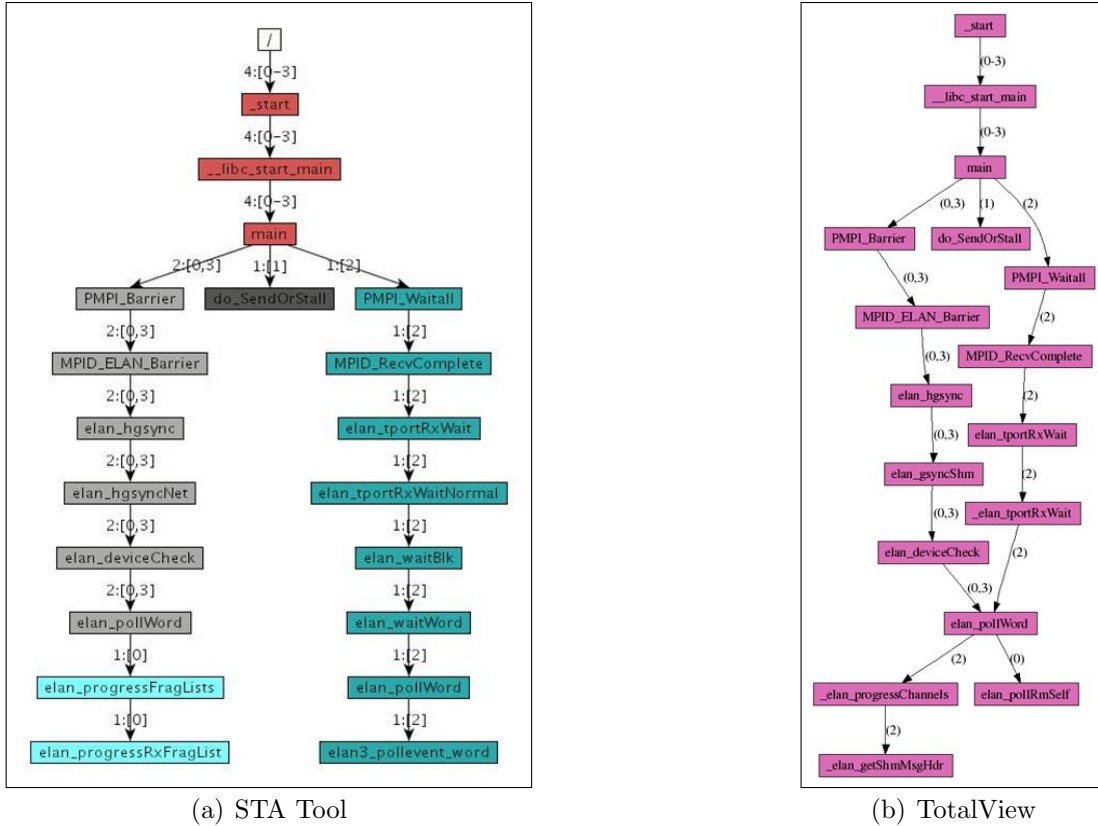 /
4:[0-3]
_start
4:[0-3]
__libc_start_main
4:[0-3]
main
2:[0,3]
1:[1]
1:[2]
PMPI_Barrier
do_SendOrStall
PMPI_Waitall
2:[0,3]
1:[2]
MPID_ELAN_Barrier
MPID_RecvComplete
2:[0,3]
1:[2]
elan_hgsync
elan_tportRxWait
2:[0,3]
1:[2]
elan_hgsyncNet
elan_tportRxWaitNormal
2:[0,3]
1:[2]
elan_deviceCheck
elan_waitBlk
2:[0,3]
1:[2]
elan_pollWord
elan_waitWord
1:[0]
1:[2]
elan_progressFragLists
elan_pollWord
1:[0]
1:[2]
elan_progressRxFragList
elan3_pollevent_word
(a) STA Tool
_start
(0-3)
__libc_start_main
(0-3)
main
(0,3)
(1)
(2)
PMPI_Barrier
do_SendOrStall
(0,3)
PMPI_Waitall
MPID_ELAN_Barrier
(2)
(0,3)
MPID_RecvComplete
elan_hgsync
(2)
(0,3)
elan_tportRxWait
elan_gsyncShm
(2)
(0,3)
_elan_tportRxWait
elan_deviceCheck
(2)
(0,3)
elan_pollWord
(2)
(0)
_elan_progressChannels
elan_pollRmSelf
(2)
_elan_getShmMsgHdr
(b) TotalView